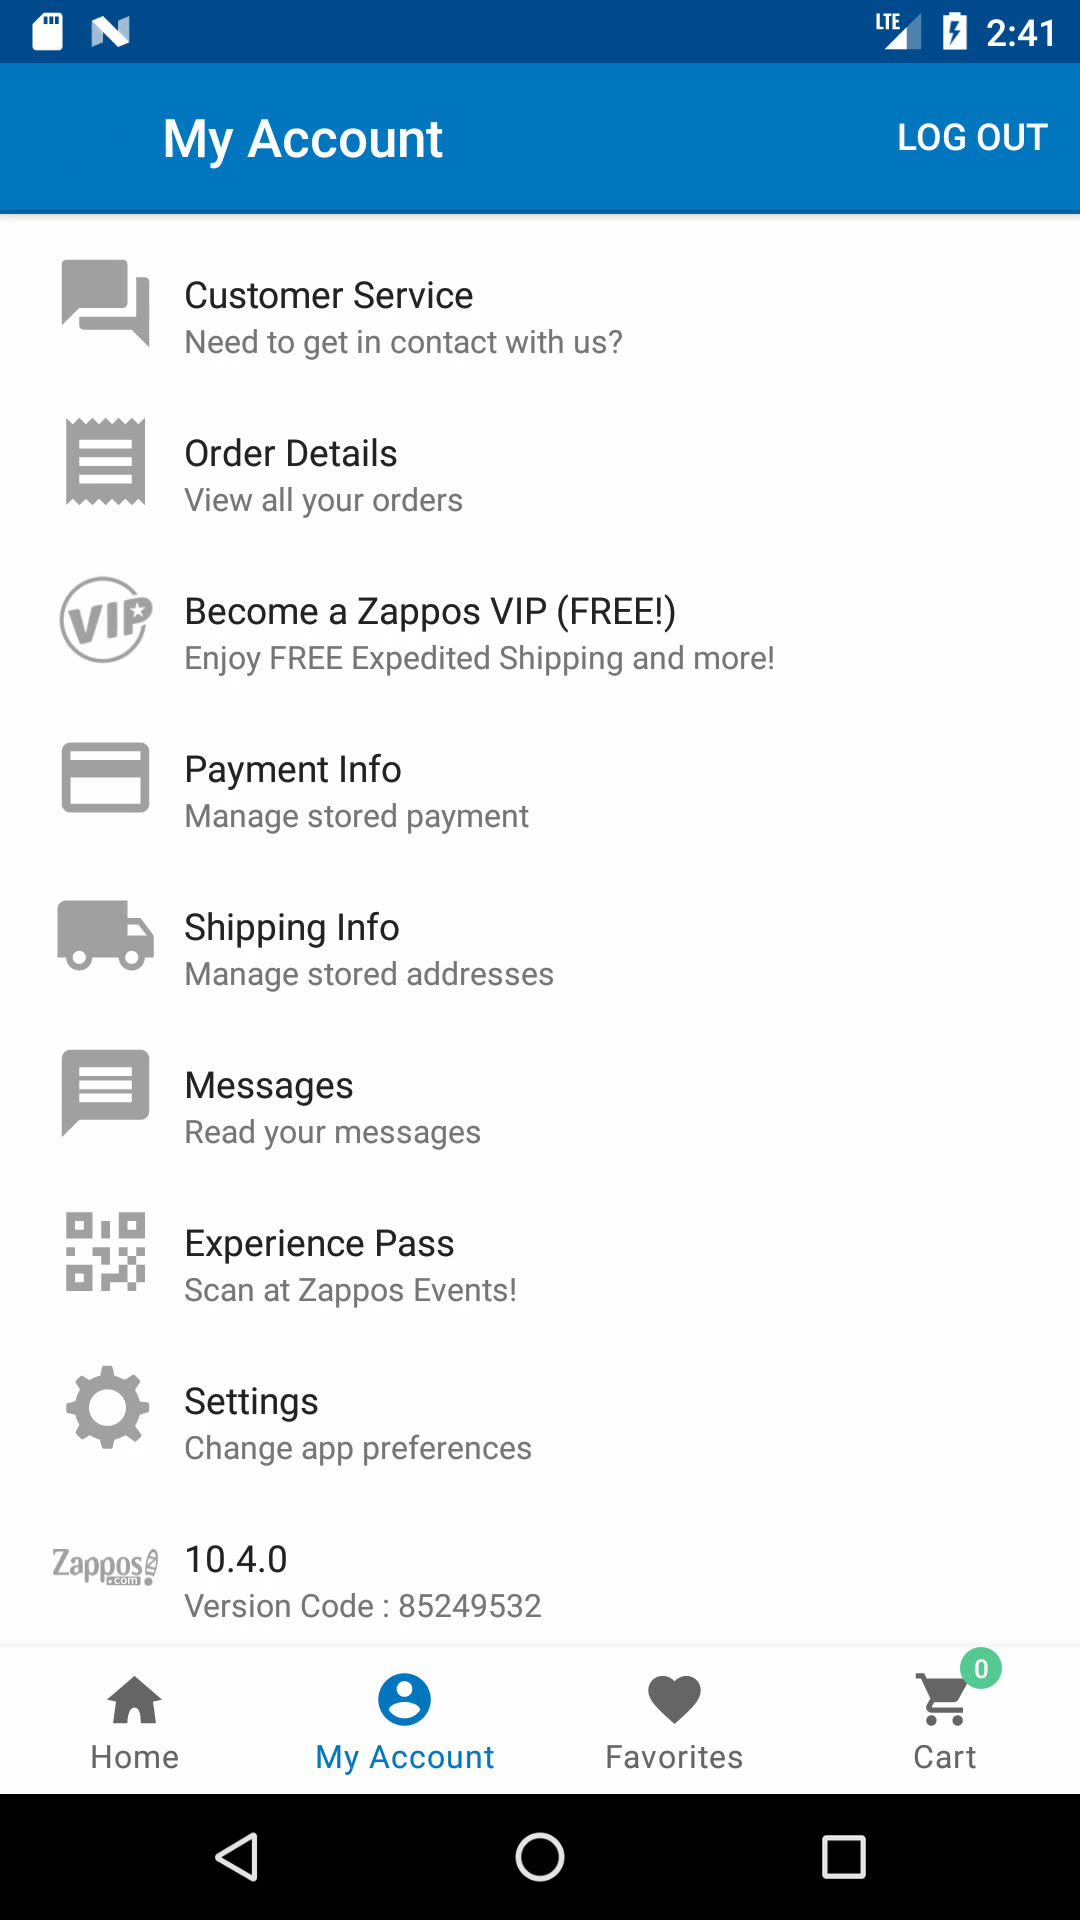 LTE 2:41
My Account LOG OUT
Customer Service
Need to get in contact with us?
Order Details
View all your orders
VIP
Become a Zappos VIP (FREE!)
Enjoy FREE Expedited Shipping and more!
Payment Info
Manage stored payment
Shipping Info
Manage stored addresses
Messages
Read your messages
Experience Pass
Scan at Zappos Events!
Settings
Change app preferences
Zappos
.com
10.4.0
Version Code : 85249532
0
Home My Account Favorites Cart